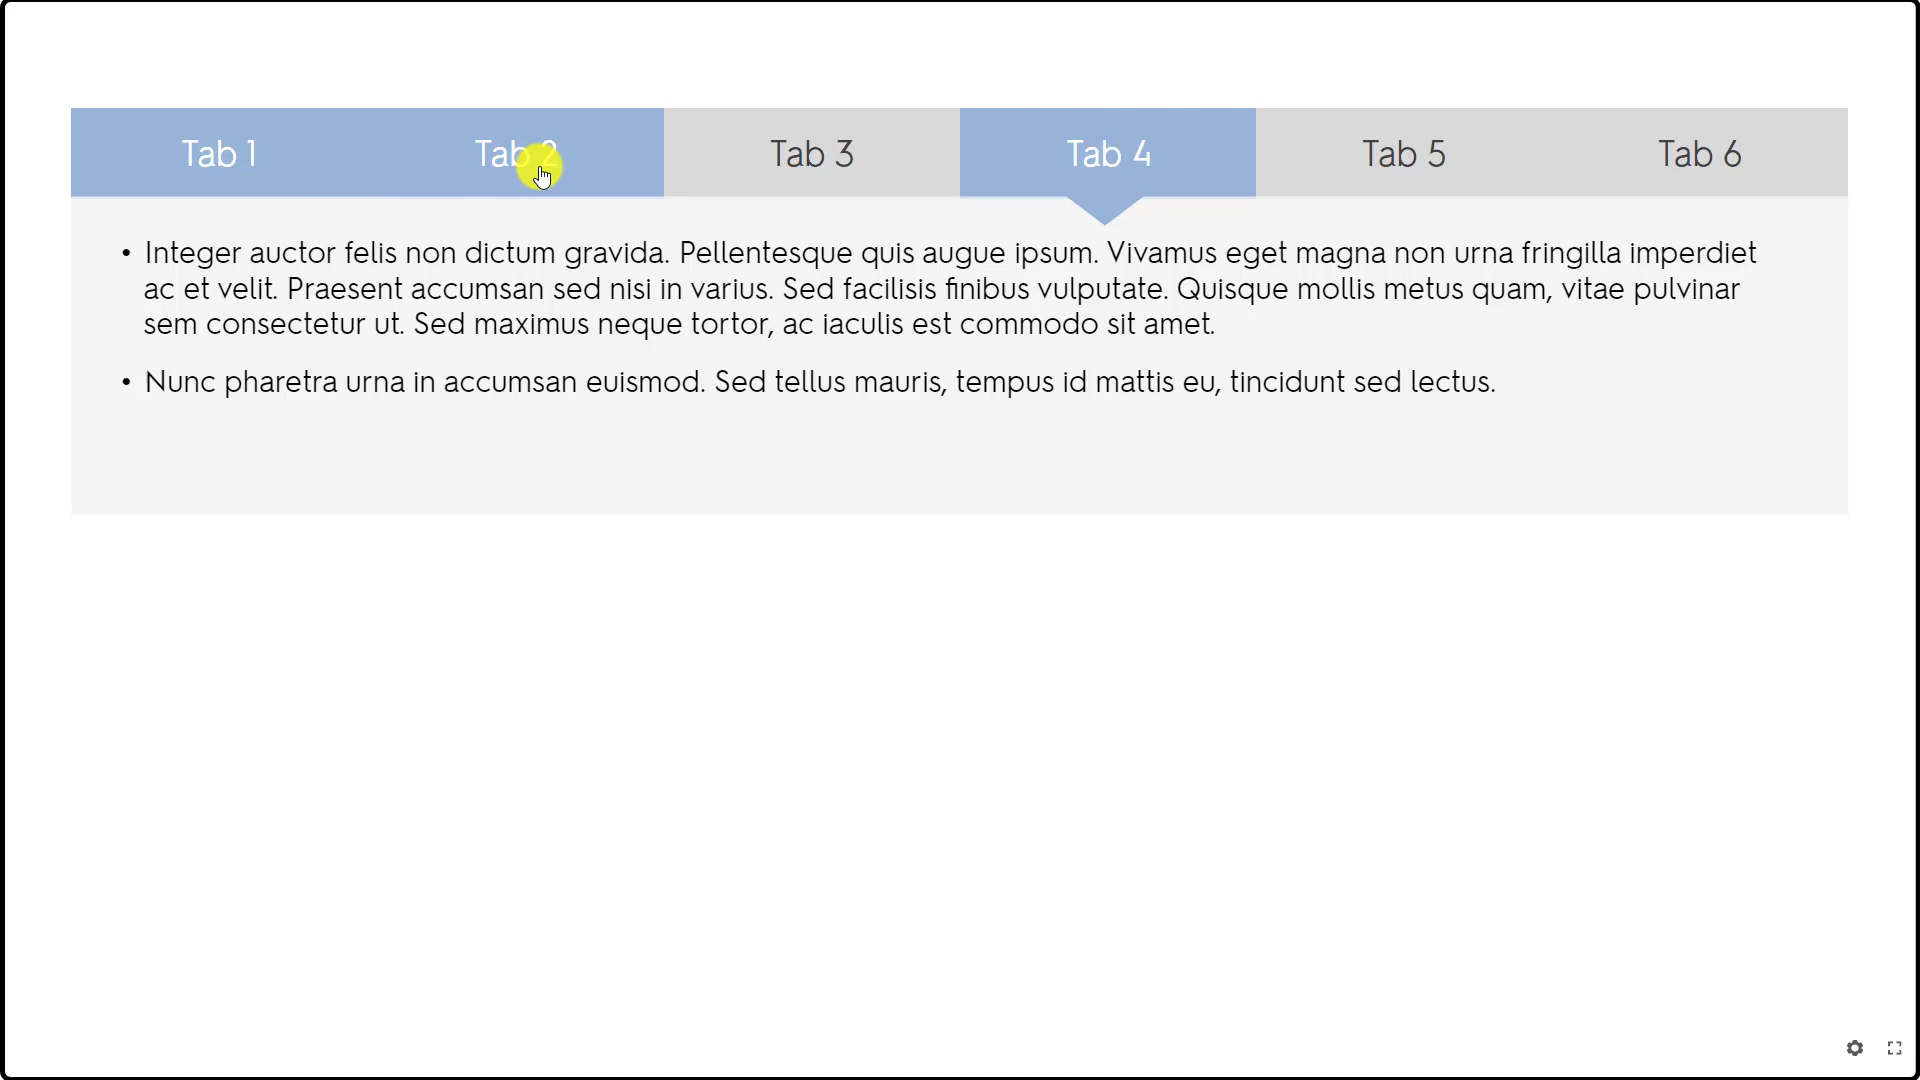 Tab 1 Tab 2 Tab 3 Tab 4 Tab 5 Tab 6
• Integer auctor felis non dictum gravida. Pellentesque quis augue ipsum. Vivamus eget magna non urna fringilla imperdiet
ac et velit. Praesent accumsan sed nisi in varius. Sed facilisis finibus vulputate. Quisque mollis metus quam, vitae pulvinar
sem consectetur ut. Sed maximus neque tortor, ac iaculis est commodo sit amet.
• Nunc pharetra urna in accumsan euismod. Sed tellus mauris, tempus id mattis eu, tincidunt sed lectus.